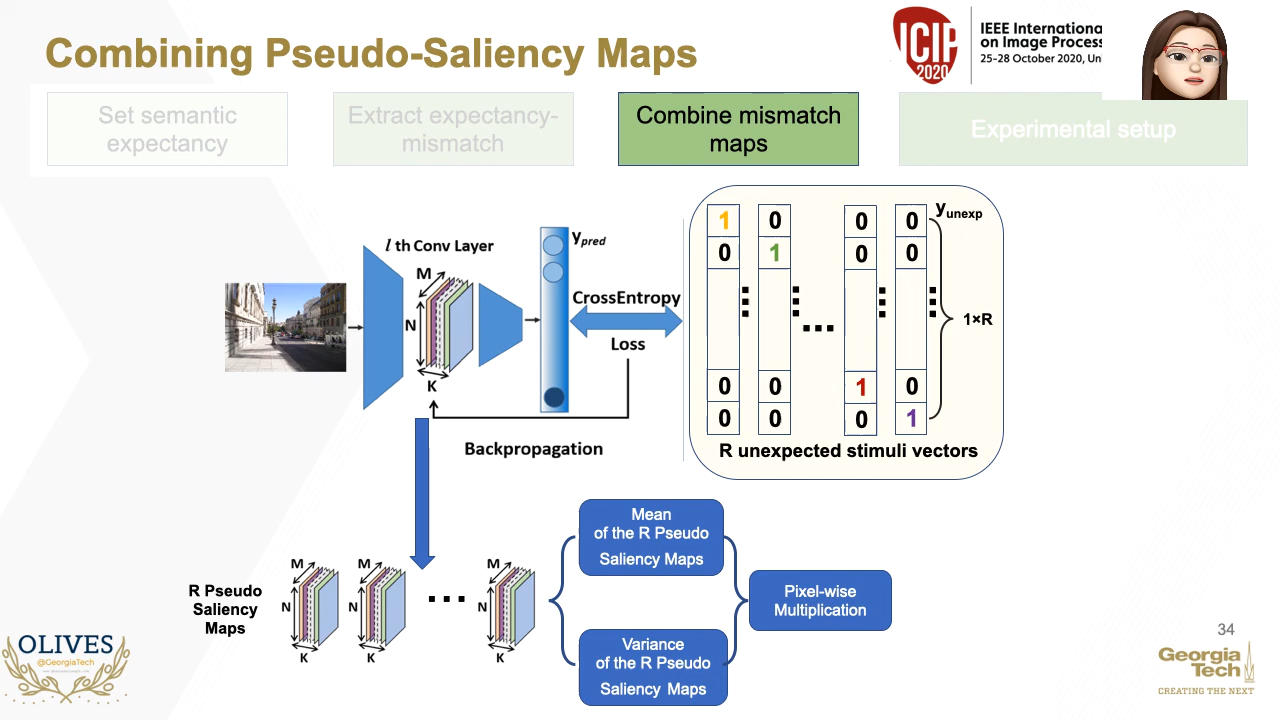 Combining Pseudo-Saliency Maps
ICIP
2020
IEEE Internationa
on Image Process
25-28 October 2020, Un
Set semantic
expectancy
Extract expectancy-
mismatch
Combine mismatch
maps
Experimental setup
l th Conv Layer
M
N
K
ypred
CrossEntropy
Loss
Backpropagation
1 0 0 0
0 1 0 0
0 0 1 0
0 0 0 1
yunexp
1×R
R unexpected stimuli vectors
R Pseudo
Saliency
Maps
M
N
K
M
N
K
M
N
K
Mean
of the R Pseudo
Saliency Maps
Variance
of the R Pseudo
Saliency Maps
Pixel-wise
Multiplication
OLIVES
@GeorgiaTech
34
Georgia
Tech
CREATING THE NEXT